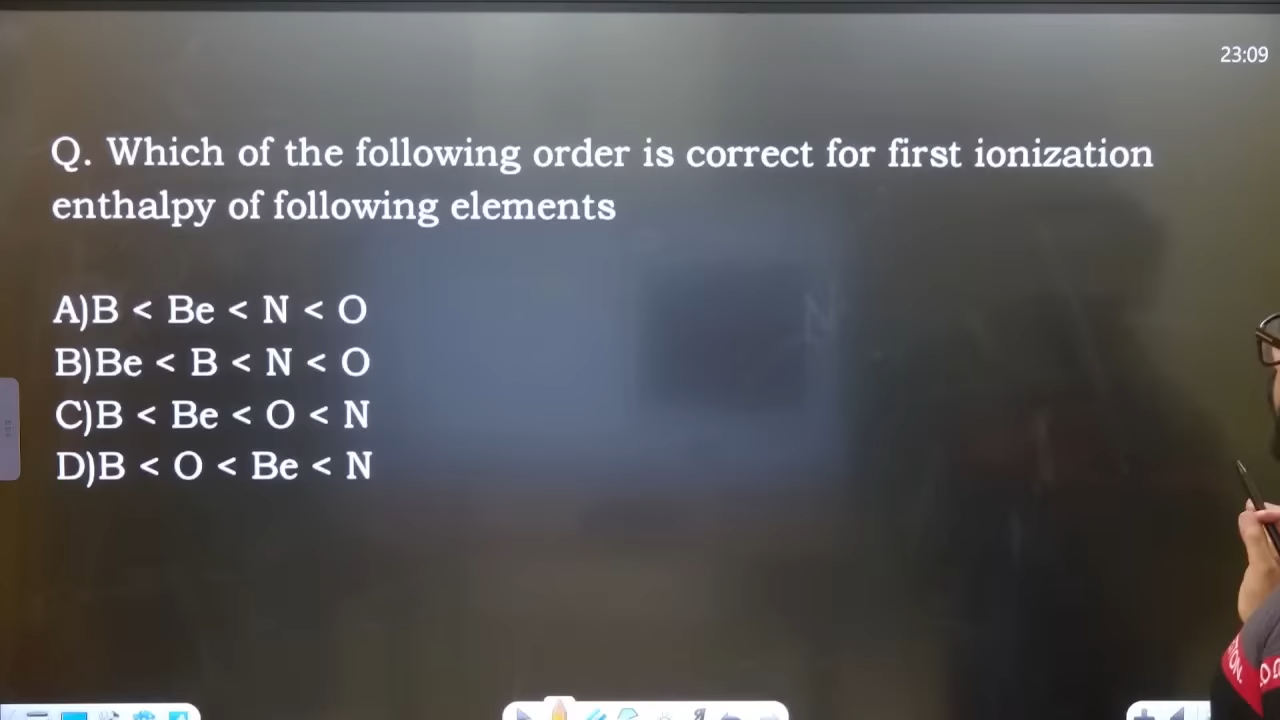 23:09
Q. Which of the following order is correct for first ionization
enthalpy of following elements
A)B < Be < N < O
B)Be < B < N < O
C)B < Be < O < N
D)B < O < Be < N